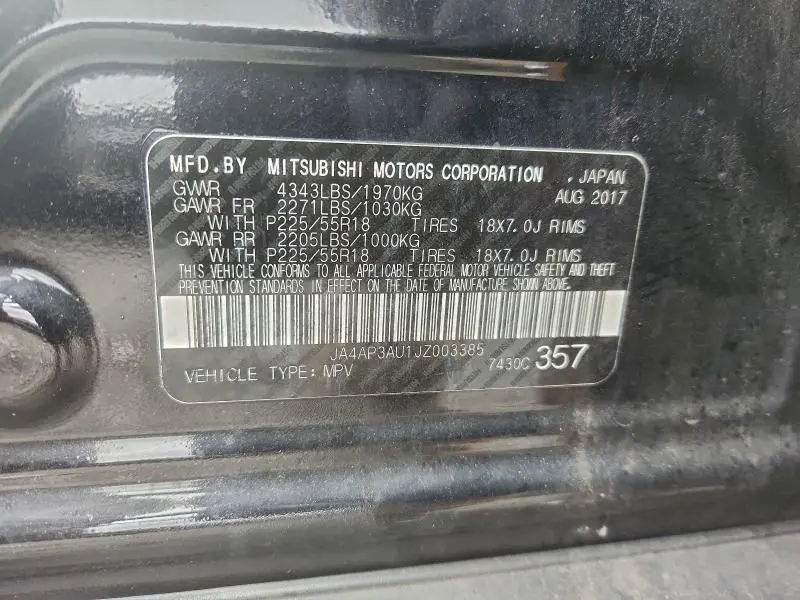 MFD.BY MITSUBISHI MOTORS CORPORATION . JAPAN
GVWR 4343LBS/1970KG AUG 2017
GAWR FR 2271LBS/1030KG
WITH P225/55R18 TIRES 18X7.0J RIMS
GAWR RR 2205LBS/1000KG
WITH P225/55R18 TIRES 18X7.0J RIMS
THIS VEHICLE CONFORMS TO ALL APPLICABLE FEDERAL MOTOR VEHICLE SAFETY AND THEFT
PREVENTION STANDARDS IN EFFECT ON THE DATE OF MANUFACTURE SHOWN ABOVE.
JA4AP3AU1JZ003385
VEHICLE TYPE: MPV 7430C 357